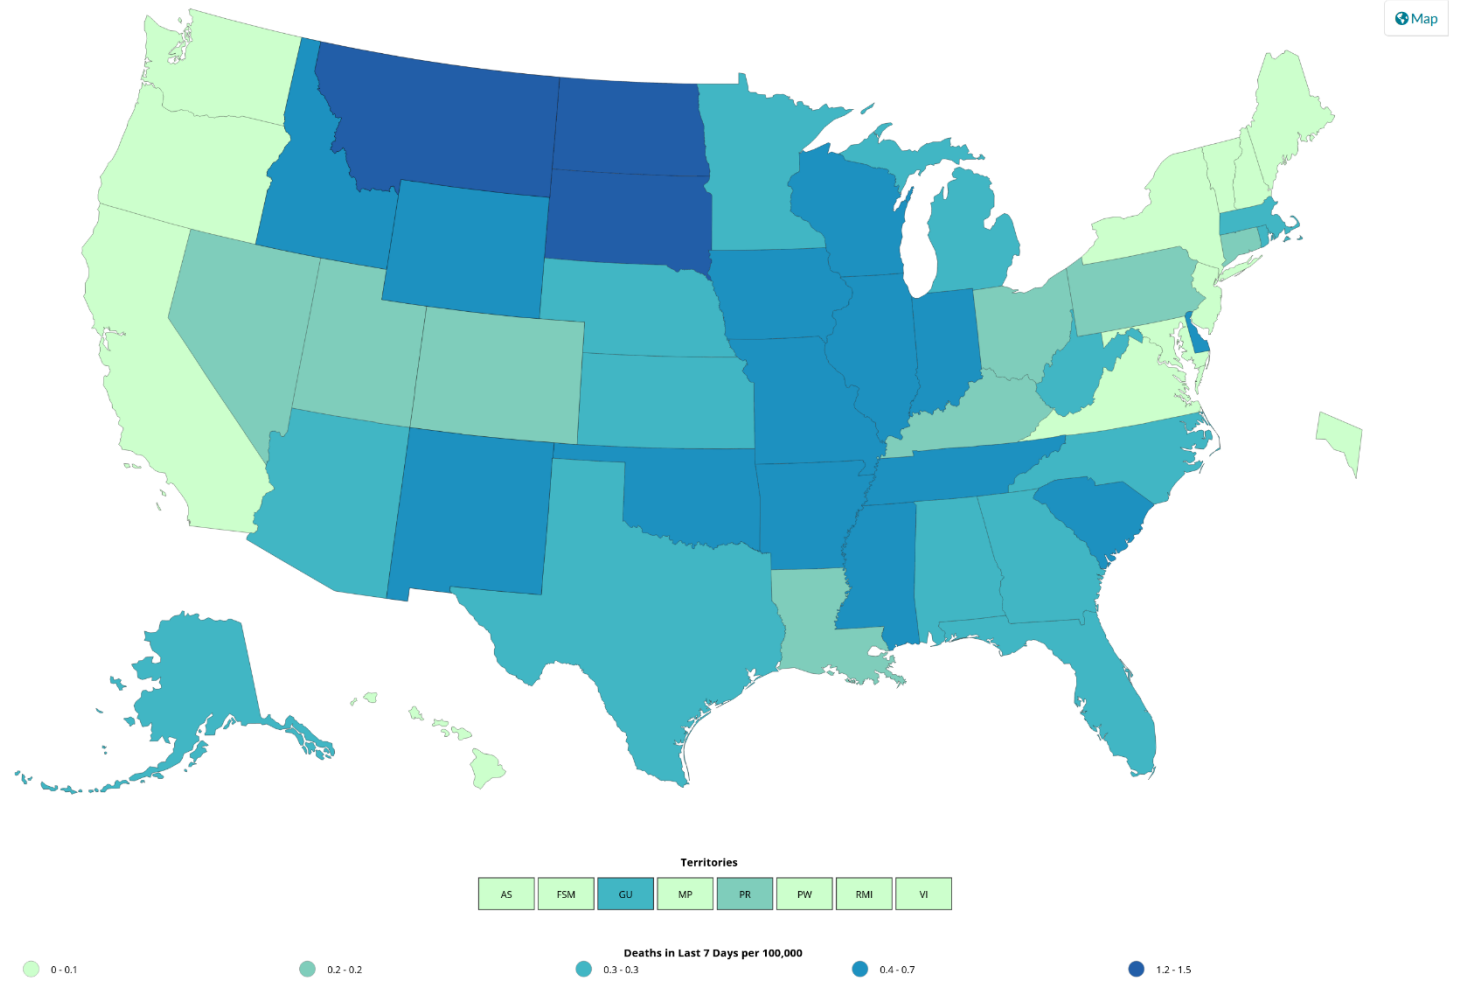 Map
Territories
AS FSM GU MP PR PW RMI VI
Deaths in Last 7 Days per 100,000
0 - 0.1 0.2 - 0.2 0.3 - 0.3 0.4 - 0.7 1.2 - 1.5